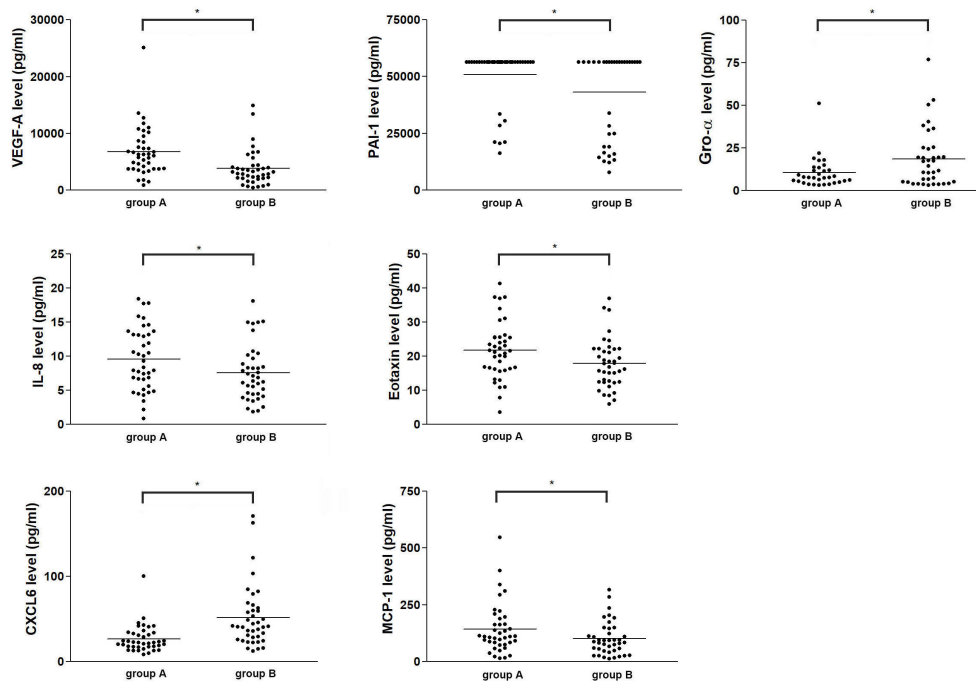 VEGF-A level (pg/ml)
30000
20000
10000
0
*
group A
group B
PAI-1 level (pg/ml)
75000
50000
25000
0
*
group A
group B
Gro-α level (pg/ml)
100
75
50
25
0
*
group A
group B
IL-8 level (pg/ml)
25
20
15
10
5
0
*
group A
group B
Eotaxin level (pg/ml)
50
40
30
20
10
0
*
group A
group B
CXCL6 level (pg/ml)
200
100
0
*
group A
group B
MCP-1 level (pg/ml)
750
500
250
0
*
group A
group B